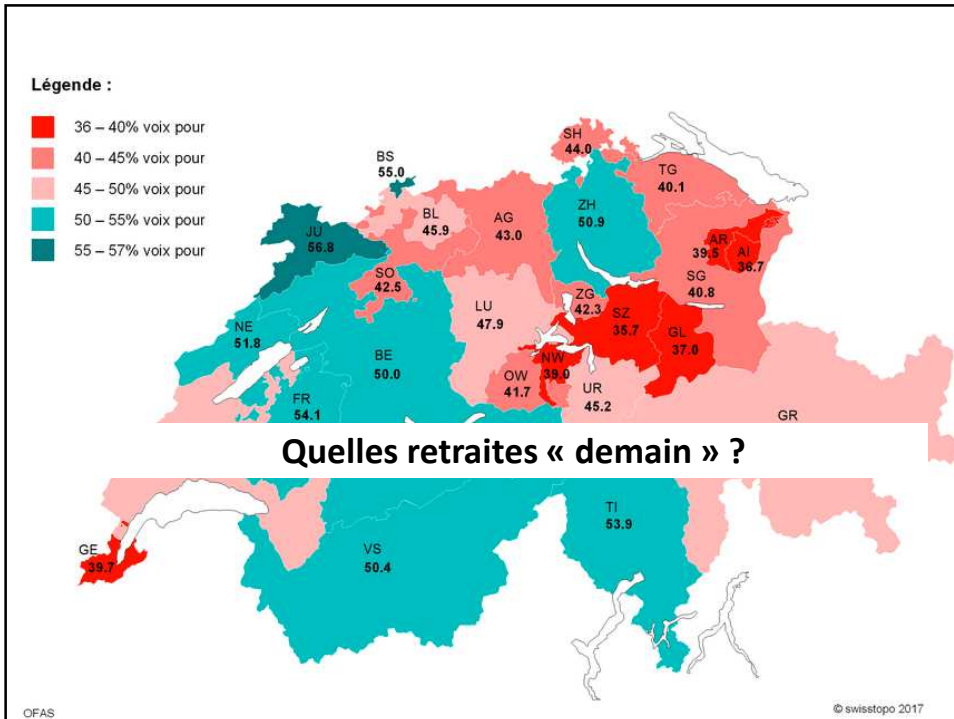 Légende :
36 – 40% voix pour
40 – 45% voix pour
45 – 50% voix pour
50 – 55% voix pour
55 – 57% voix pour
SH
44.0
BS
55.0
TG
40.1
ZH
50.9
BL
45.9
AG
43.0
JU
56.8
AR
39.5
AI
36.7
SO
42.5
SG
40.8
ZG
42.3
SZ
35.7
LU
47.9
GL
37.0
NE
51.8
BE
50.0
NW
39.0
OW
41.7
UR
45.2
FR
54.1
GR
Quelles retraites « demain » ?
TI
53.9
VS
50.4
GE
39.7
OFAS
© swisstopo 2017